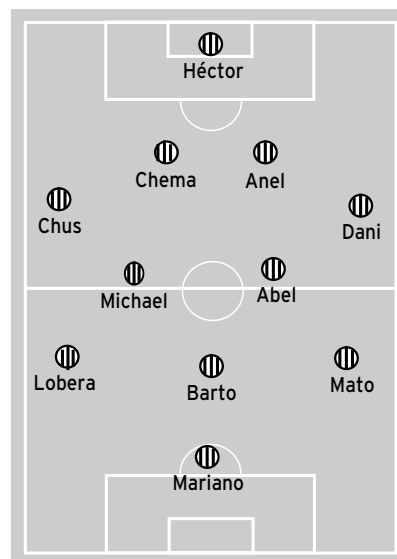 Héctor
Chema
Anel
Chus
Dani
Michael
Abel
Lobera
Barto
Mato
Mariano